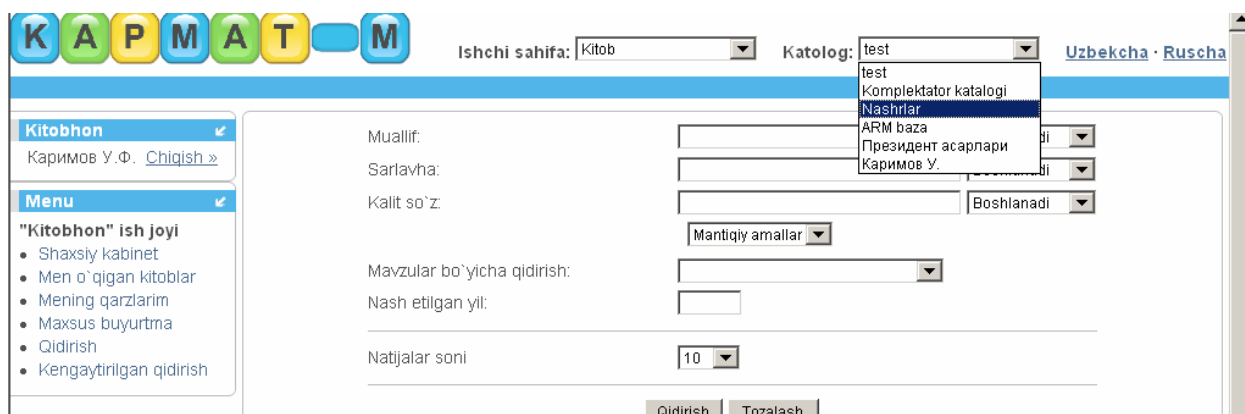 КАРМАТ-М
Ishchi sahifa: Kitob Katolog: test Uzbekcha · Ruscha
test
Komplektator katalogi
Nashrlar
ARM baza
Президент асарлари
Каримов У.
Kitobhon
Каримов У.Ф. Chiqish »
Menu
"Kitobhon" ish joyi
• Shaxsiy kabinet
• Men o`qigan kitoblar
• Mening qarzlarim
• Maxsus buyurtma
• Qidirish
• Kengaytirilgan qidirish
Muallif:
Sarlavha:
Kalit so`z: Boshlanadi
Mantiqiy amallar
Mavzular bo`yicha qidirish:
Nash etilgan yil:
Natijalar soni 10
Qidirish Tozalash